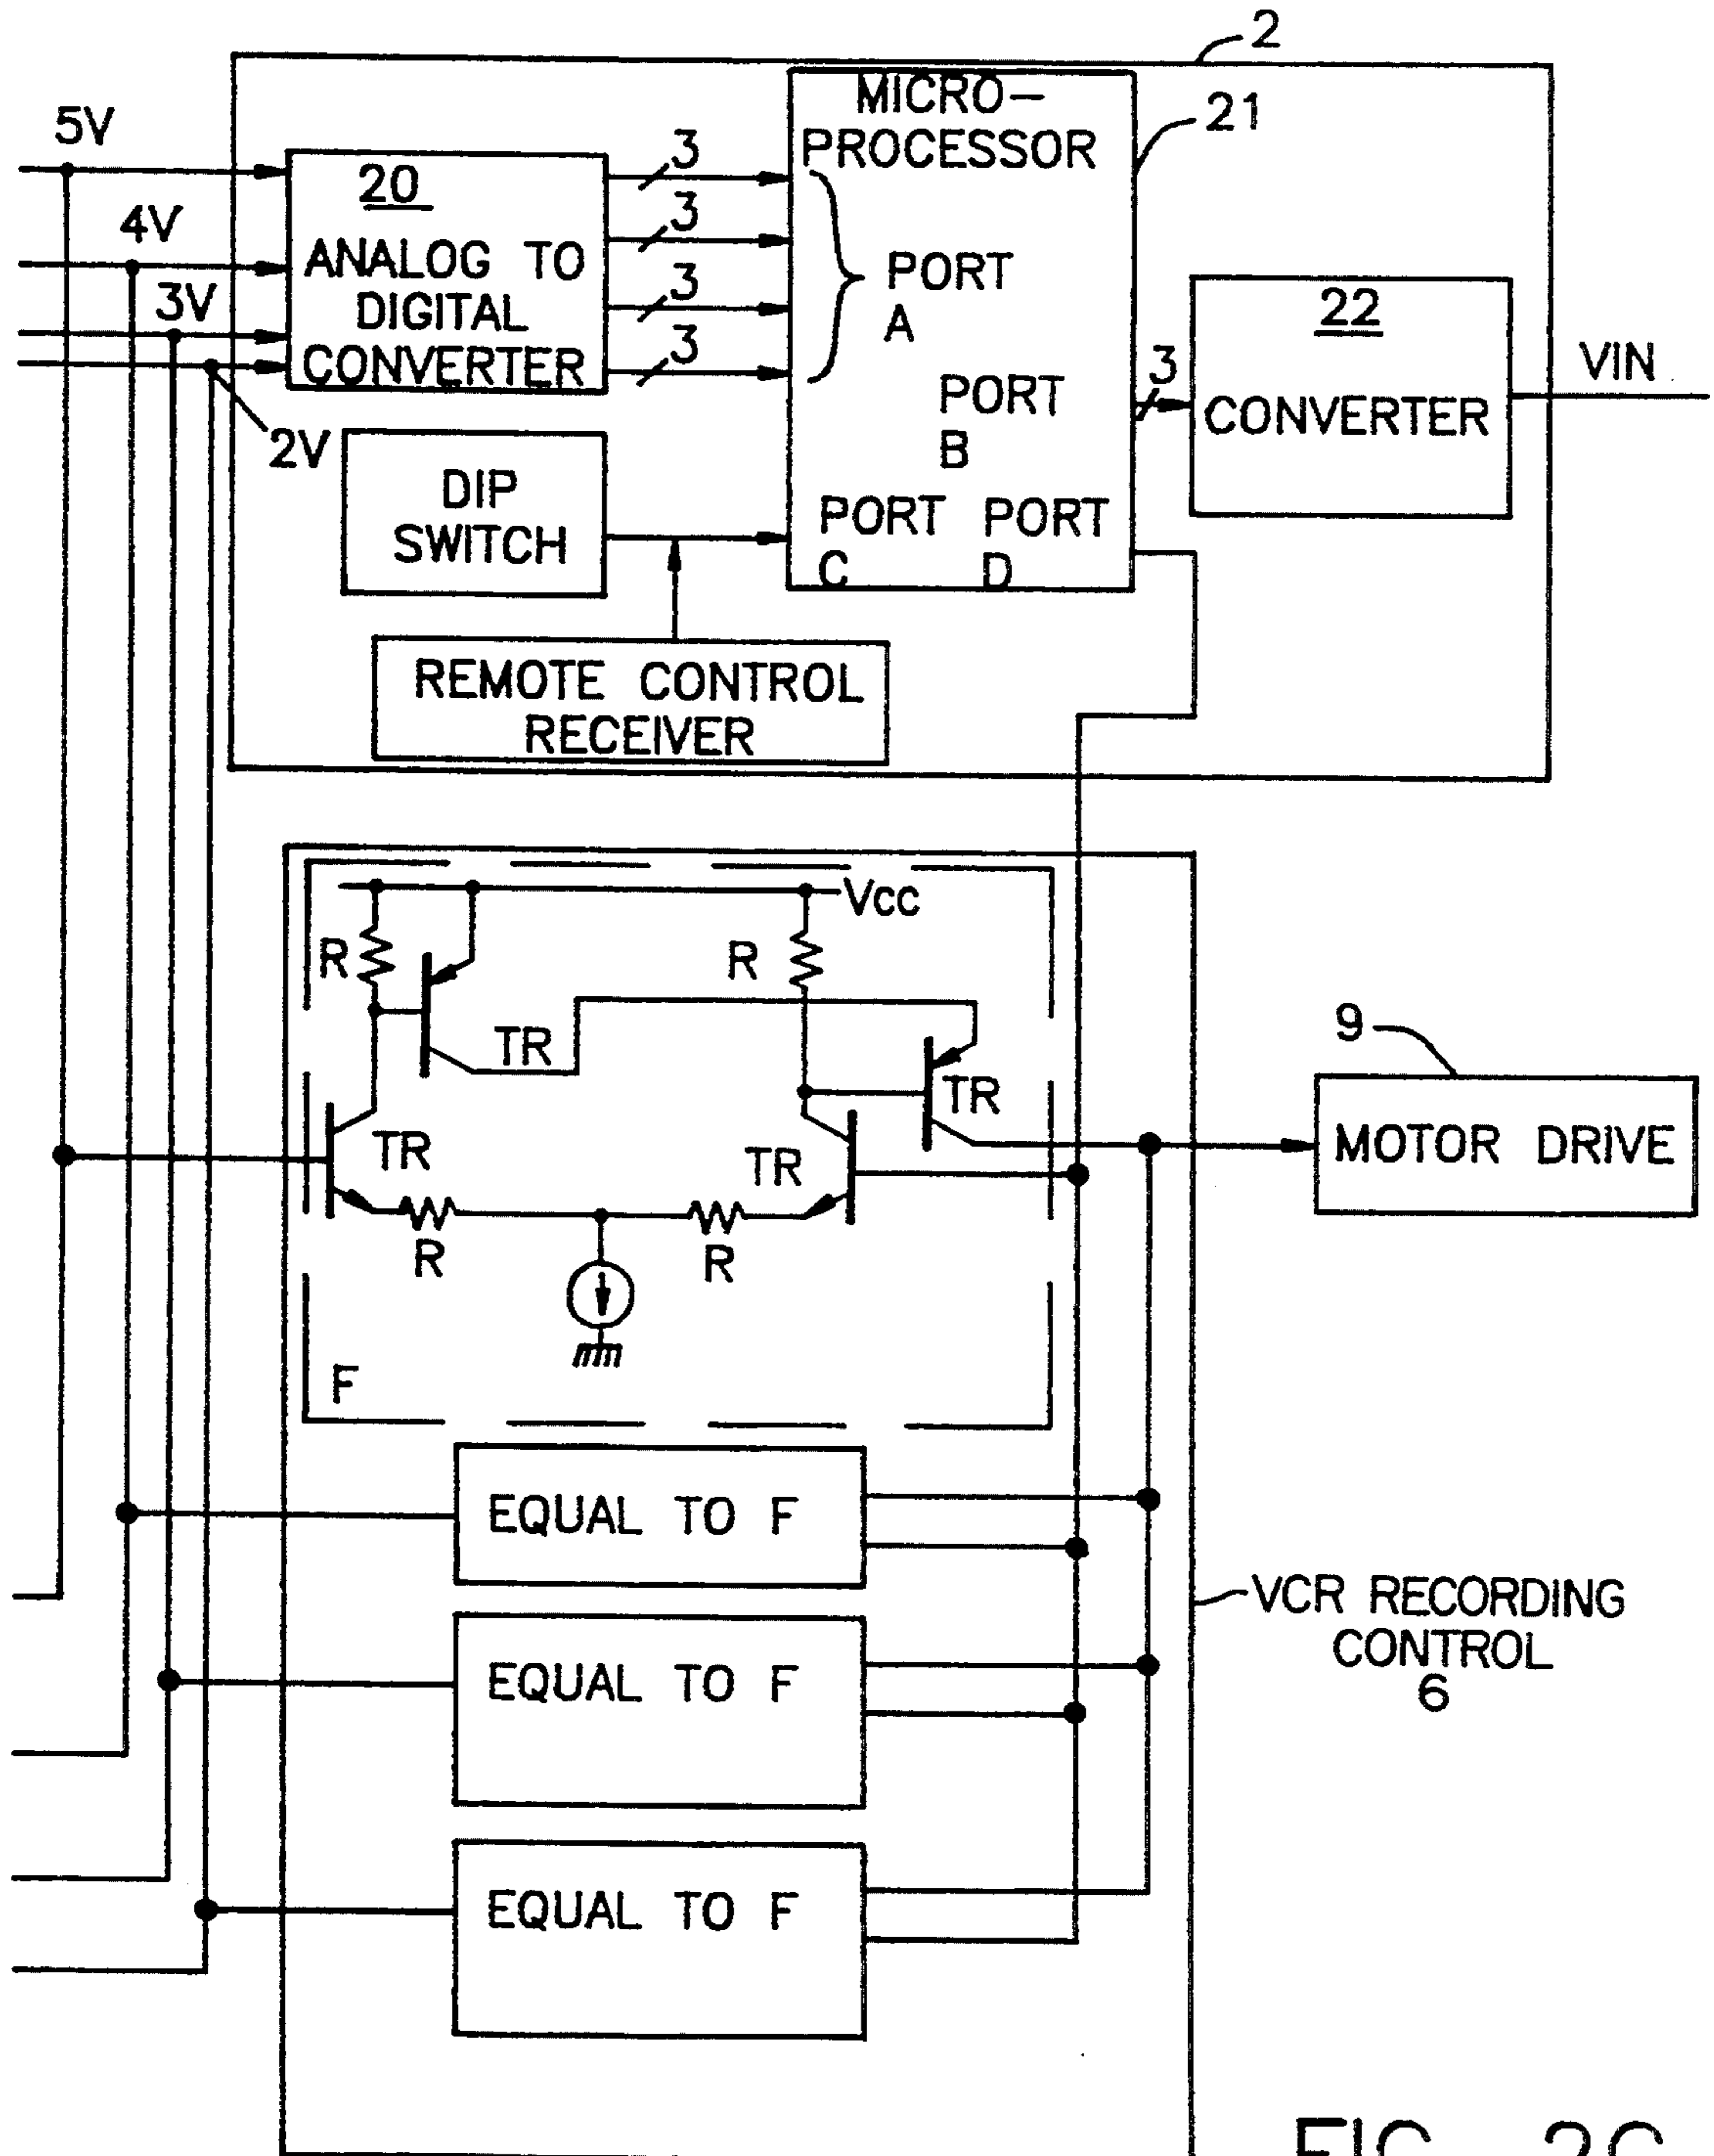 2
MICRO-
PROCESSOR
21
5V
20
ANALOG TO
DIGITAL
CONVERTER
3
3
3
3
4V
3V
2V
PORT
A
PORT
B
3
22
CONVERTER
VIN
DIP
SWITCH
PORT
C
PORT
D
REMOTE CONTROL
RECEIVER
Vcc
R
R
TR
TR
TR
TR
R
R
F
9
MOTOR DRIVE
EQUAL TO F
EQUAL TO F
EQUAL TO F
VCR RECORDING
CONTROL
6
FIG. 2C